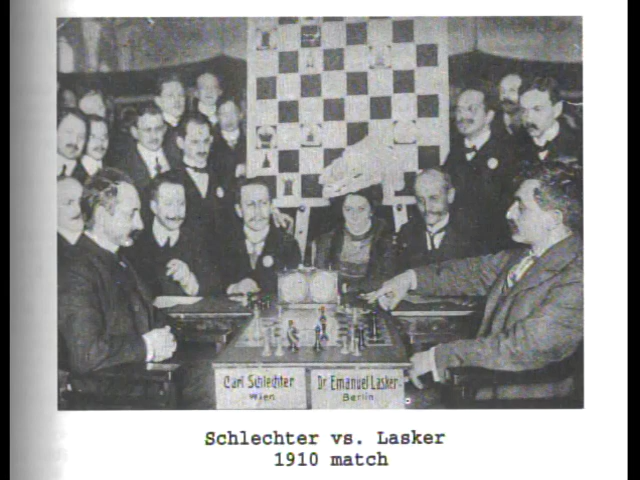 Carl Schlechter
Wien
Dr. Emanuel Lasker
Berlin
Schlechter vs. Lasker
1910 match